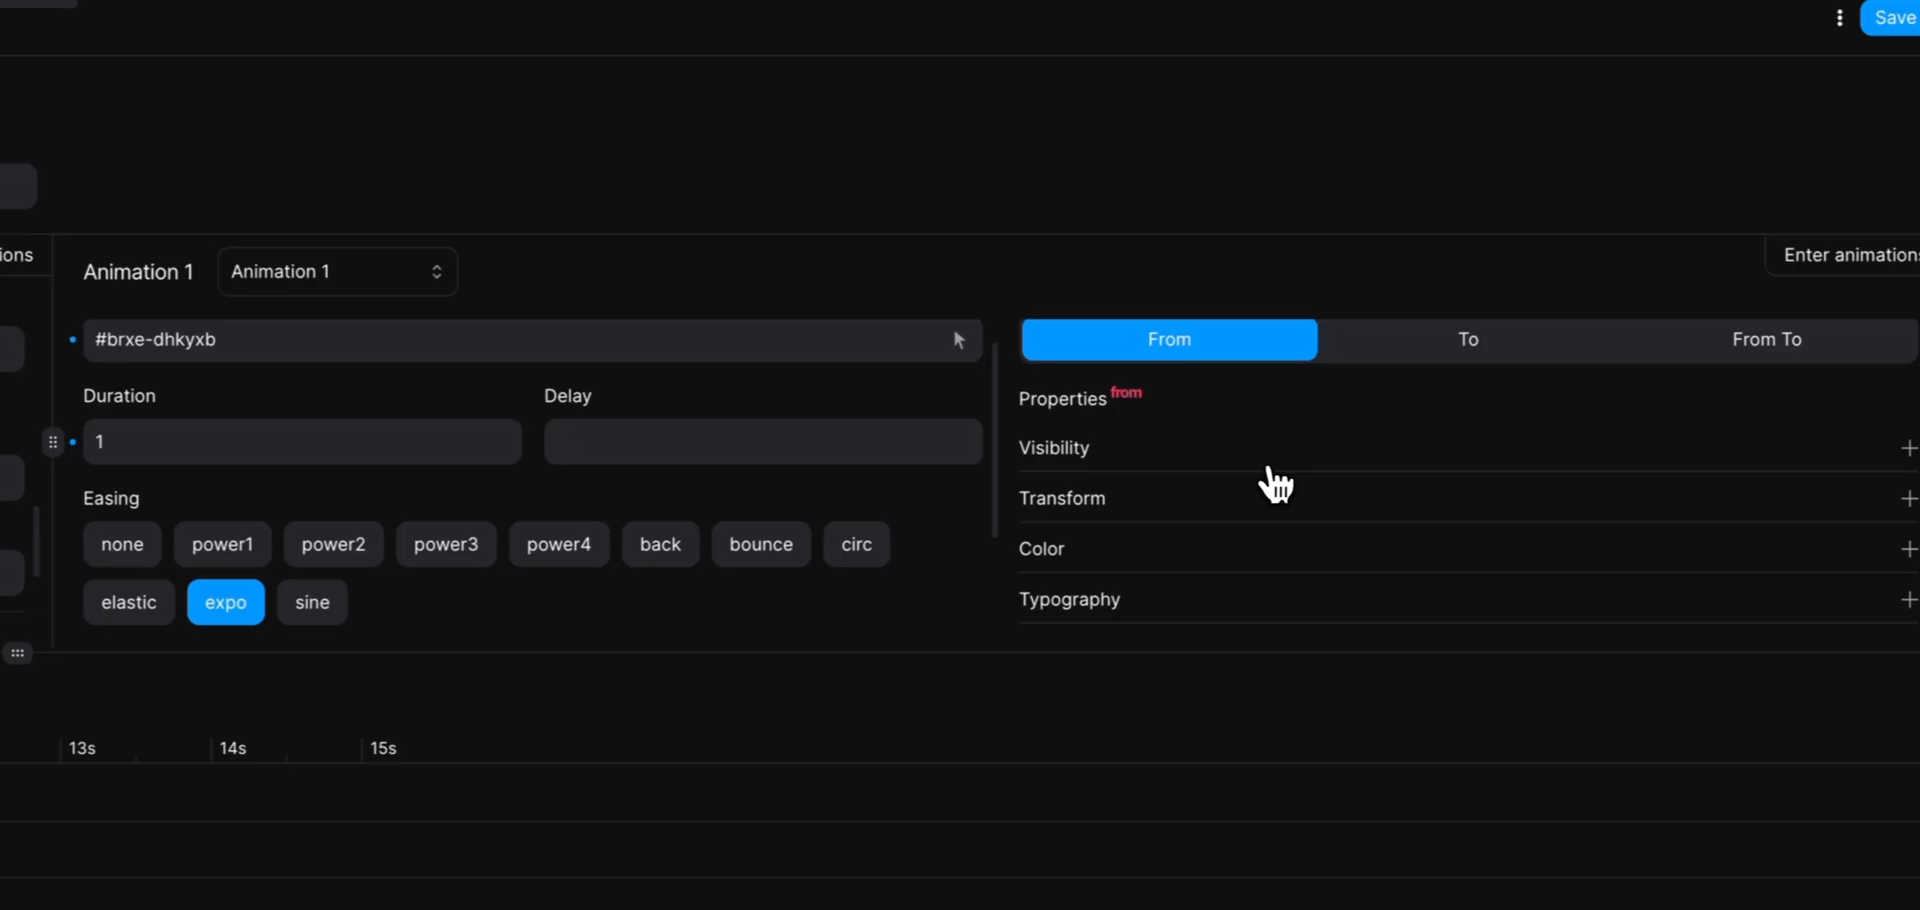 Save
ions
Animation 1
Animation 1
Enter animations
#brxe-dhkyxb
From
To
From To
Properties from
Duration
Delay
1
Visibility
Transform
Easing
none
power1
power2
power3
power4
back
bounce
circ
Color
elastic
expo
sine
Typography
13s
14s
15s